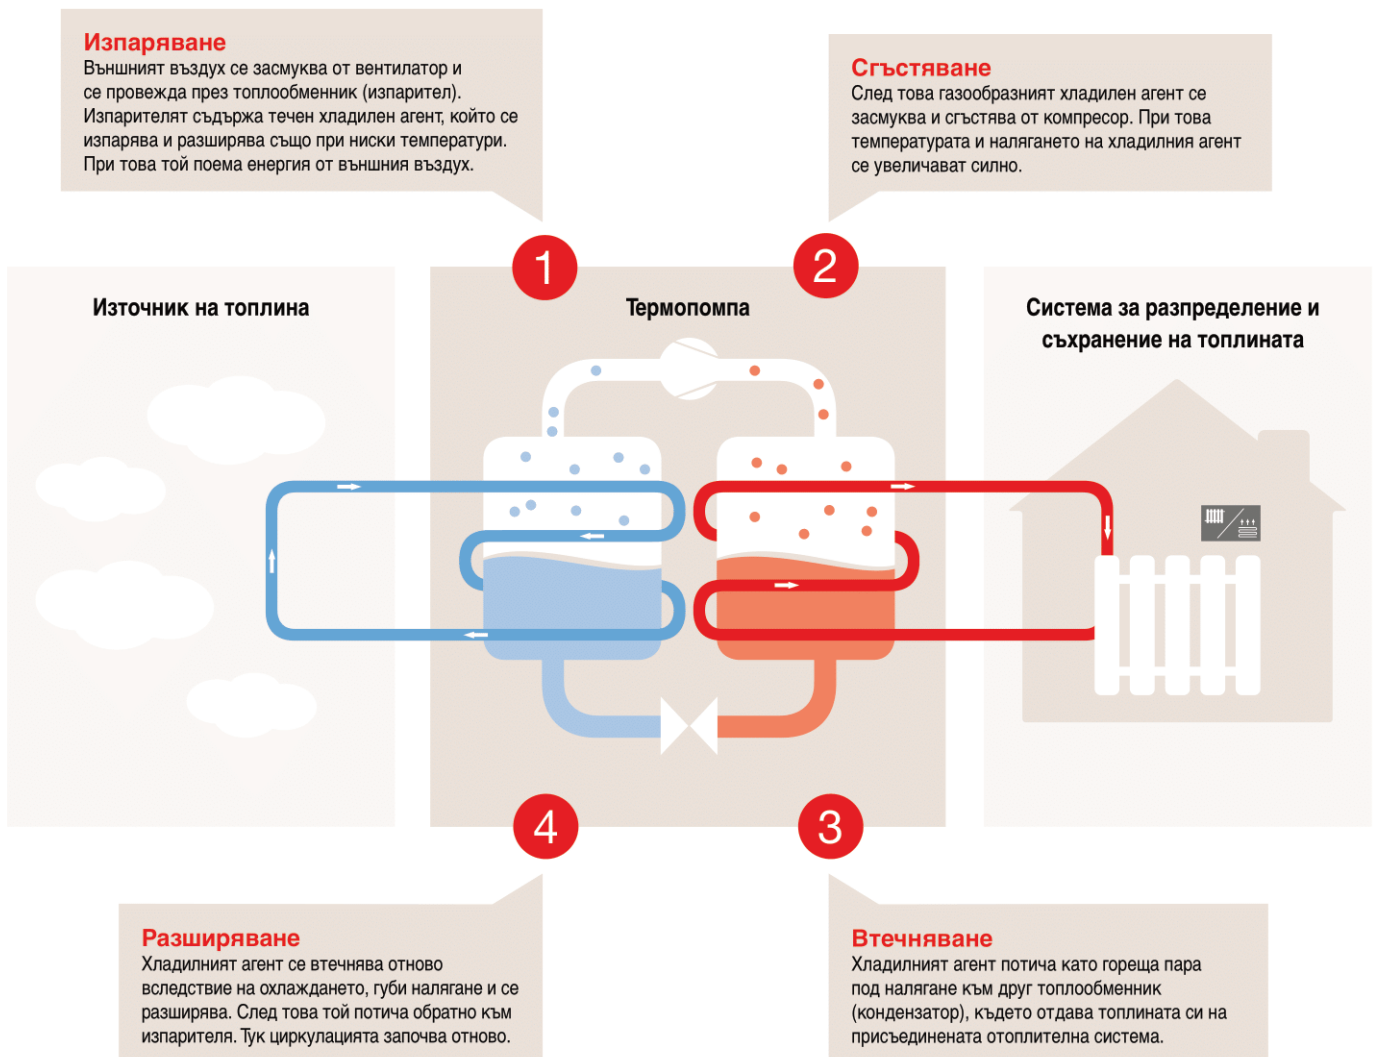 Изпаряване
Външният въздух се засмуква от вентилатор и
се провежда през топлообменник (изпарител).
Изпарителят съдържа течен хладилен агент, който се
изпарява и разширява също при ниски температури.
При това той поема енергия от външния въздух.
Сгъстяване
След това газообразният хладилен агент се
засмуква и сгъстява от компресор. При това
температурата и налягането на хладилния агент
се увеличават силно.
1
2
Източник на топлина
Термопомпа
Система за разпределение и
съхранение на топлината
4
3
Разширяване
Хладилният агент се втечнява отново
вследствие на охлаждането, губи налягане и се
разширява. След това той потича обратно към
изпарителя. Тук циркулацията започва отново.
Втечняване
Хладилният агент потича като гореща пара
под налягане към друг топлообменник
(кондензатор), където отдава топлината си на
присъединената отоплителна система.